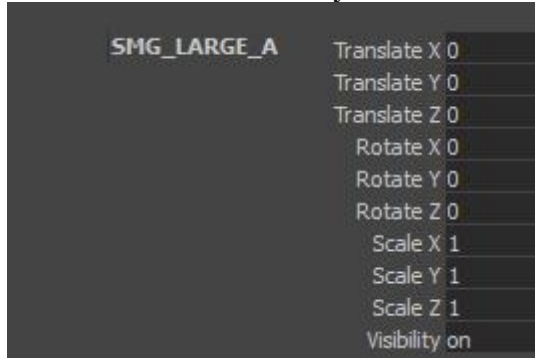 SMG_LARGE_A
Translate X 0
Translate Y 0
Translate Z 0
Rotate X 0
Rotate Y 0
Rotate Z 0
Scale X 1
Scale Y 1
Scale Z 1
Visibility on